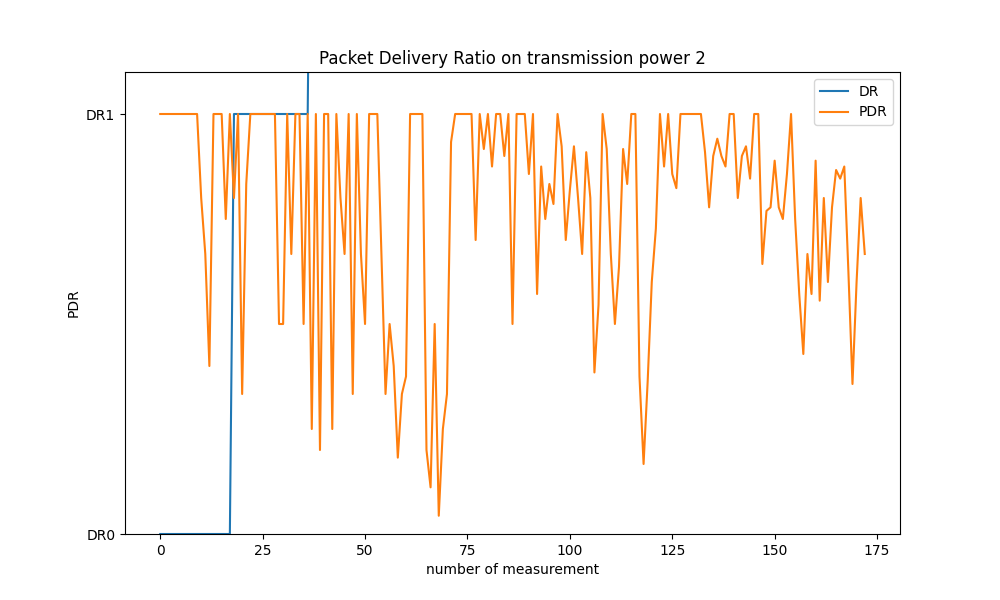 Packet Delivery Ratio on transmission power 2
DR
PDR
DR1
PDR
DR0
0 25 50 75 100 125 150 175
number of measurement